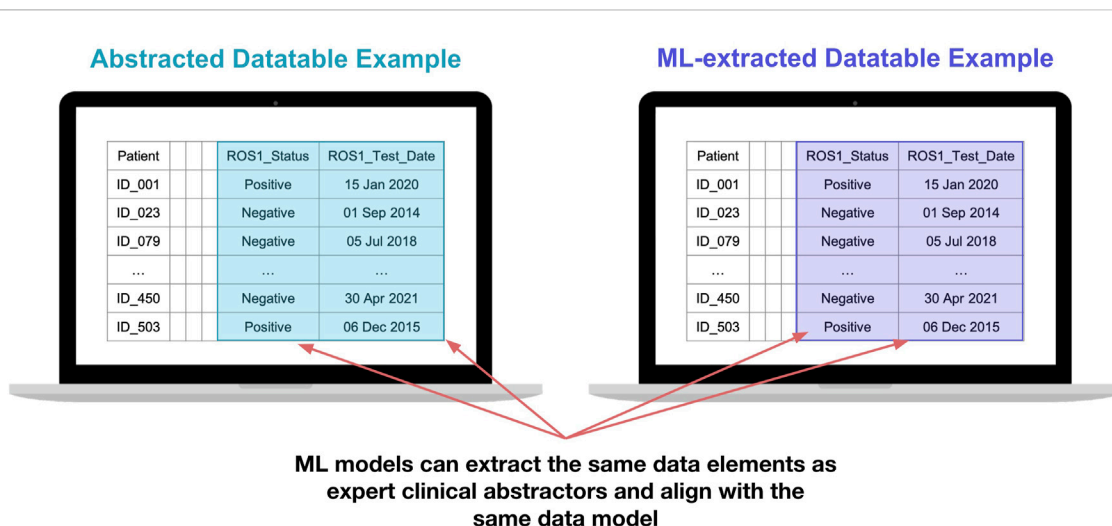 Abstracted Datatable Example
Patient ROS1_Status ROS1_Test_Date
ID_001 Positive 15 Jan 2020
ID_023 Negative 01 Sep 2014
ID_079 Negative 05 Jul 2018
... ... ...
ID_450 Negative 30 Apr 2021
ID_503 Positive 06 Dec 2015
ML-extracted Datatable Example
Patient ROS1_Status ROS1_Test_Date
ID_001 Positive 15 Jan 2020
ID_023 Negative 01 Sep 2014
ID_079 Negative 05 Jul 2018
... ... ...
ID_450 Negative 30 Apr 2021
ID_503 Positive 06 Dec 2015
ML models can extract the same data elements as
expert clinical abstractors and align with the
same data model